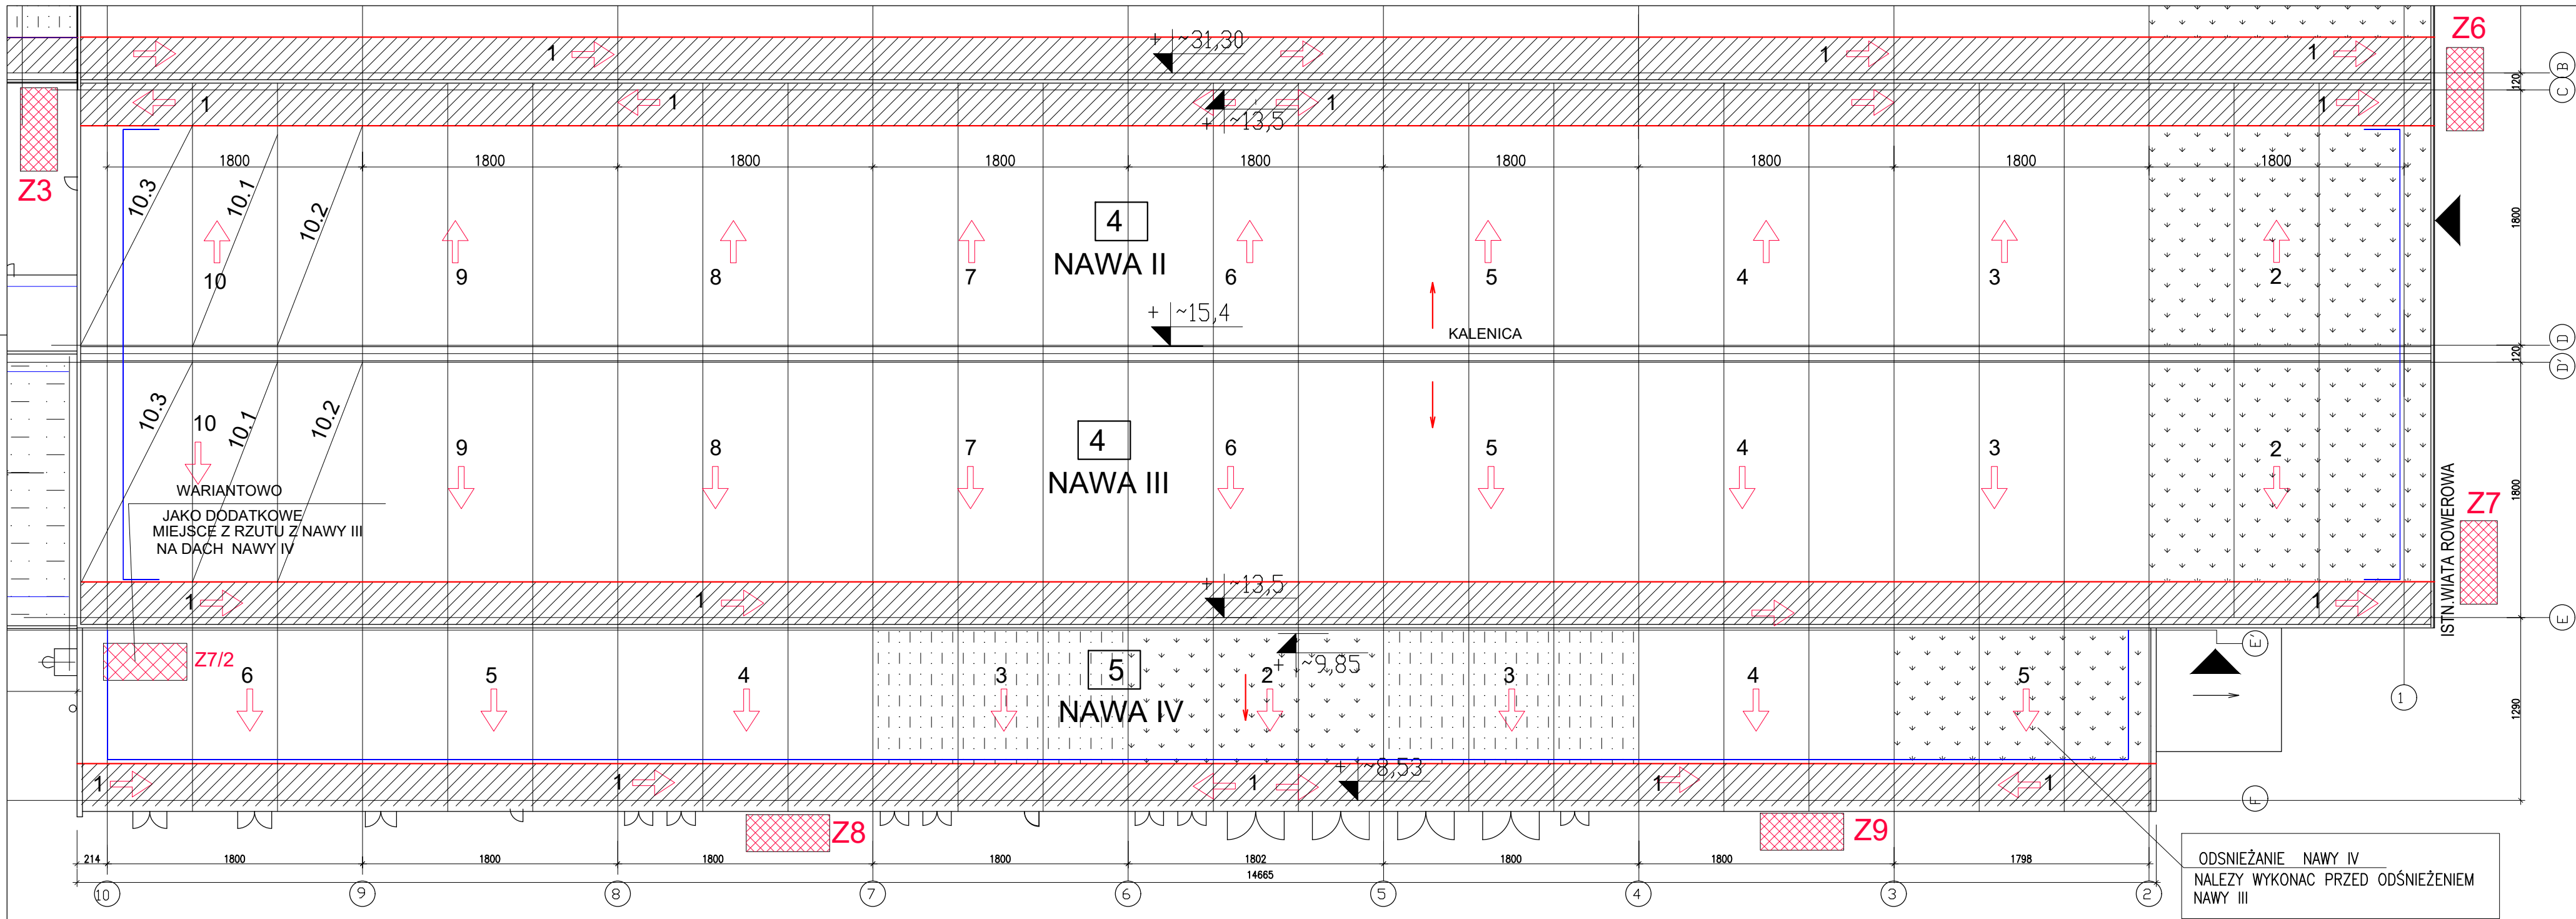 Z6
1
~31,30
+
1
1
1
B
120
C
1
1
1
1
+ ~13,5
Z3
1800 1800 1800 1800 1800 1800 1800 1800 1800
10.3
10.1
10.2
4
NAWA II
10 9 8 7 6 5 4 3 2
1800
+ ~15,4
KALENICA
D
120
D`
10.3
10.1
10.2
4
NAWA III
10 9 8 7 6 5 4 3 2
WARIANTOWO
JAKO DODATKOWE
MIEJSCE Z RZUTU Z NAWY III
NA DACH NAWY IV
ISTN.WIATA ROWEROWA
Z7
1800
+ ~13,5
1 1 1
E
E`
Z7/2
6 5 4 3 2 3 4 5
5
NAWA IV
+ ~9,85
1
1290
+ ~8,53
1 1 1 1 1
F
Z8
Z9
214 1800 1800 1800 1800 1802 1800 1800 1798
14665
10 9 8 7 6 5 4 3 2
ODSNIEŻANIE NAWY IV
NALEZY WYKONAC PRZED ODŚNIEŻENIEM
NAWY III